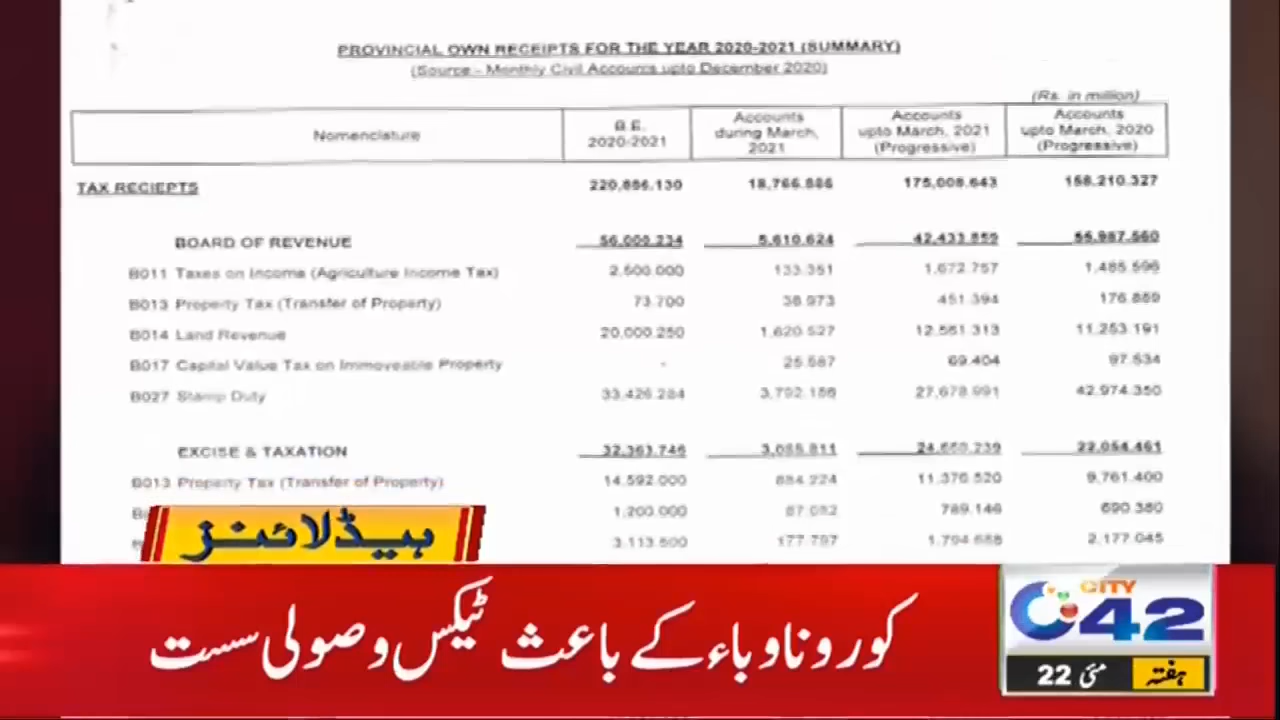 PROVINCIAL OWN RECEIPTS FOR THE YEAR 2020-2021 (SUMMARY)
(Source - Monthly Civil Accounts upto December 2020)
(Rs. in million)
Nomenclature B.E. 2020-2021 Accounts during March, 2021 Accounts upto March, 2021 (Progressive) Accounts upto March, 2020 (Progressive)
TAX RECIEPTS 220,886.130 18,766.886 175,008.643 158,210.327
BOARD OF REVENUE 56,000.234 5,610.624 42,433.859 55,987.560
B011 Taxes on Income (Agriculture Income Tax) 2,500.000 133.351 1,672.757 1,485.596
B013 Property Tax (Transfer of Property) 73.700 38.973 451.394 176.859
B014 Land Revenue 20,000.250 1,620.527 12,561.313 11,253.191
B017 Capital Value Tax on Immoveable Property - 25.587 69.404 97.534
B027 Stamp Duty 33,426.284 3,792.186 27,678.991 42,974.350
EXCISE & TAXATION 32,363.746 24,660.239 22,054.461
B013 Property Tax (Transfer of Property) 14,592.000 884.224 11,376.520 9,761.400
1,200.000 87.082 789.146 690.380
3,113.500 177.797 2,177.045
ہیڈلائنز
کورونا وباء کے باعث ٹیکس وصولی سست
CITY 42
ہفتہ 22 مئی